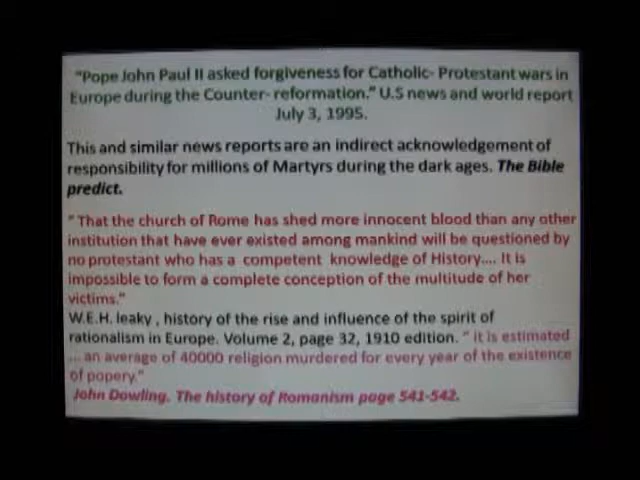 "Pope John Paul II asked forgiveness for Catholic- Protestant wars in
Europe during the Counter- reformation." U.S news and world report
July 3, 1995.
This and similar news reports are an indirect acknowledgement of
responsibility for millions of Martyrs during the dark ages. The Bible
predict.
" That the church of Rome has shed more innocent blood than any other
institution that have ever existed among mankind will be questioned by
no protestant who has a competent knowledge of History.... It is
impossible to form a complete conception of the multitude of her
victims."
W.E.H. leaky , history of the rise and influence of the spirit of
rationalism in Europe. Volume 2, page 32, 1910 edition. " it is estimated
... an average of 40000 religion murdered for every year of the existence
of popery."
John Dowling. The history of Romanism page 541-542.